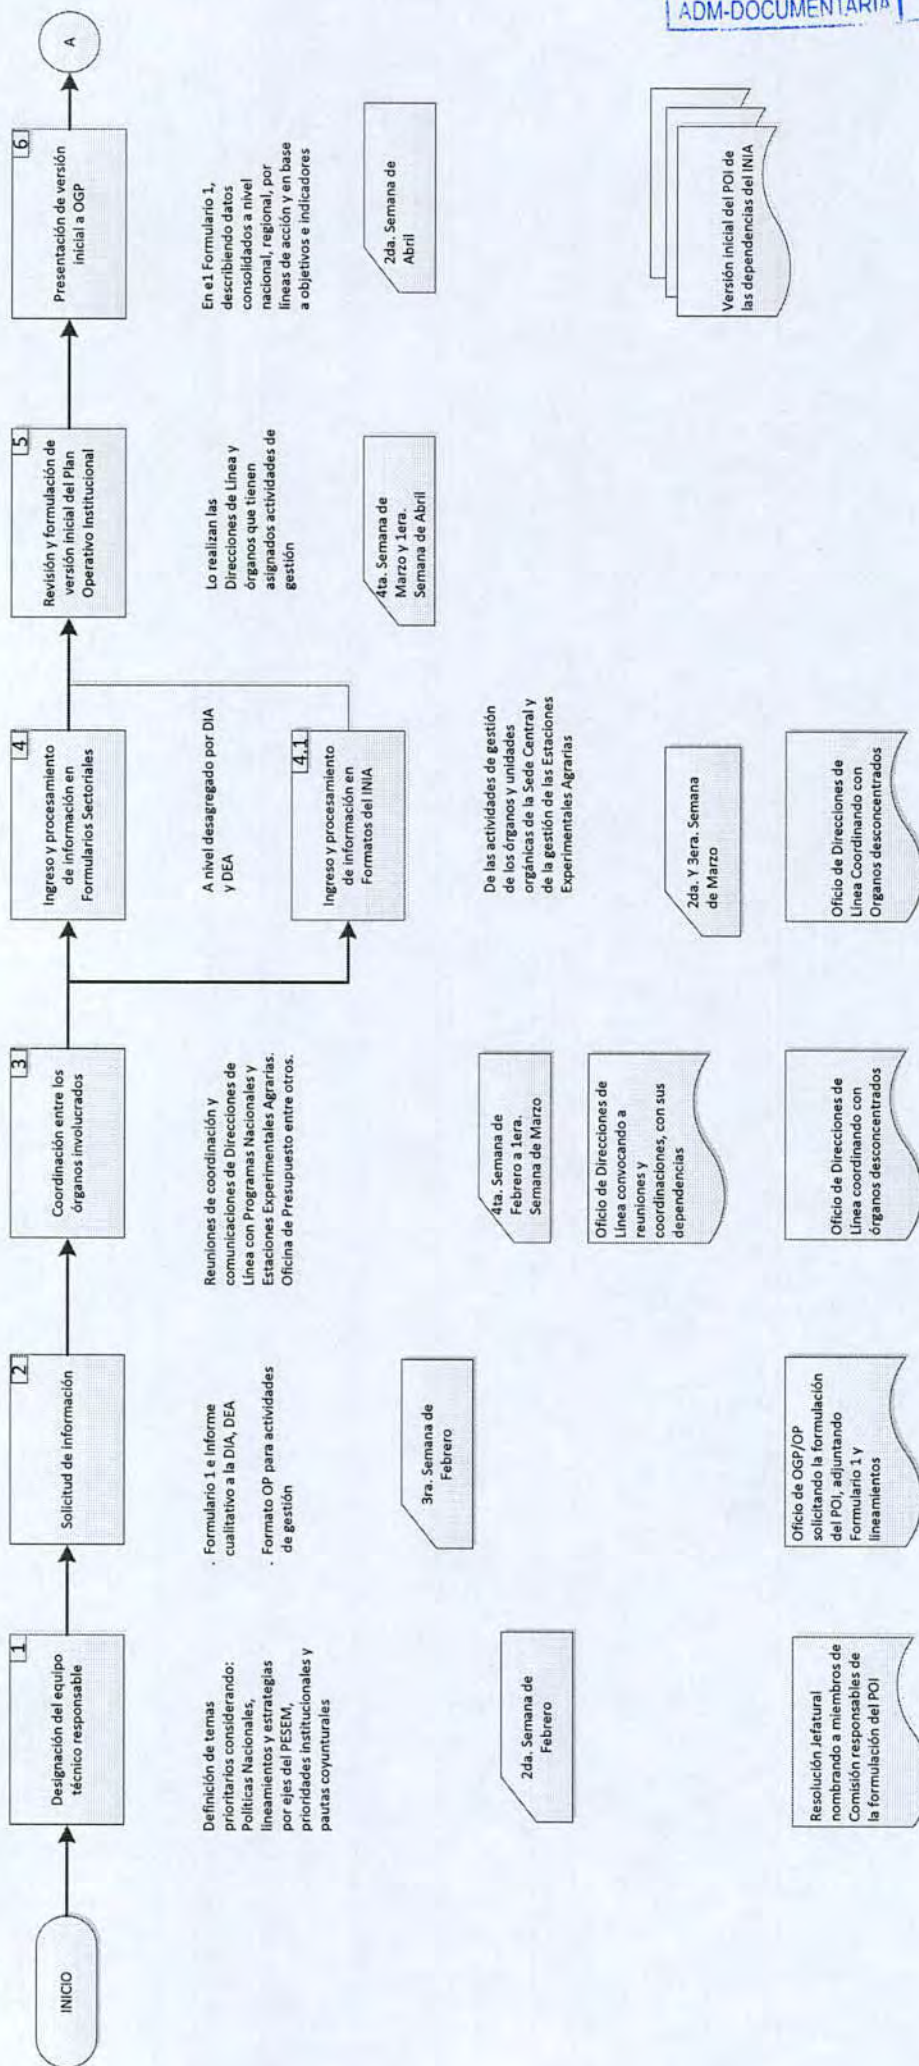 ADM-DOCUMENTARIA
INICIO
1
Designación del equipo
técnico responsable
Definición de temas
prioritarios considerando:
Políticas Nacionales,
lineamientos y estrategias
por ejes del PESEM,
prioridades institucionales y
pautas coyunturales
2da. Semana de
Febrero
Resolución Jefatural
nombrando a miembros de
Comisión responsables de
la formulación del POI
2
Solicitud de información
. Formulario 1 e Informe
cualitativo a la DIA, DEA
. Formato OP para actividades
de gestión
3ra. Semana de
Febrero
Oficio de OGP/OP
solicitando la formulación
del POI, adjuntando
Formulario 1 y
lineamientos
3
Coordinación entre los
órganos involucrados
Reuniones de coordinación y
comunicaciones de Direcciones de
Línea con Programas Nacionales y
Estaciones Experimentales Agrarias.
Oficina de Presupuesto entre otros.
4ta. Semana de
Febrero a 1era.
Semana de Marzo
Oficio de Direcciones de
Línea convocando a
reuniones y
coordinaciones, con sus
dependencias
Oficio de Direcciones de
Línea coordinando con
órganos desconcentrados
4
Ingreso y procesamiento
de información en
Formularios Sectoriales
A nivel desagregado por DIA
y DEA
4.1
Ingreso y procesamiento
de información en
Formatos del INIA
De las actividades de gestión
de los órganos y unidades
orgánicas de la Sede Central y
de la gestión de las Estaciones
Experimentales Agrarias
2da. Y 3era. Semana
de Marzo
Oficio de Direcciones de
Línea Coordinando con
Organos desconcentrados
5
Revisión y formulación de
versión inicial del Plan
Operativo Institucional
Lo realizan las
Direcciones de Línea y
órganos que tienen
asignados actividades de
gestión
4ta. Semana de
Marzo y 1era.
Semana de Abril
6
Presentación de versión
inicial a OGP
En e1 Formulario 1,
describiendo datos
consolidados a nivel
nacional, regional, por
líneas de acción y en base
a objetivos e indicadores
2da. Semana de
Abril
Versión inicial del POI de
las dependencias del INIA
A